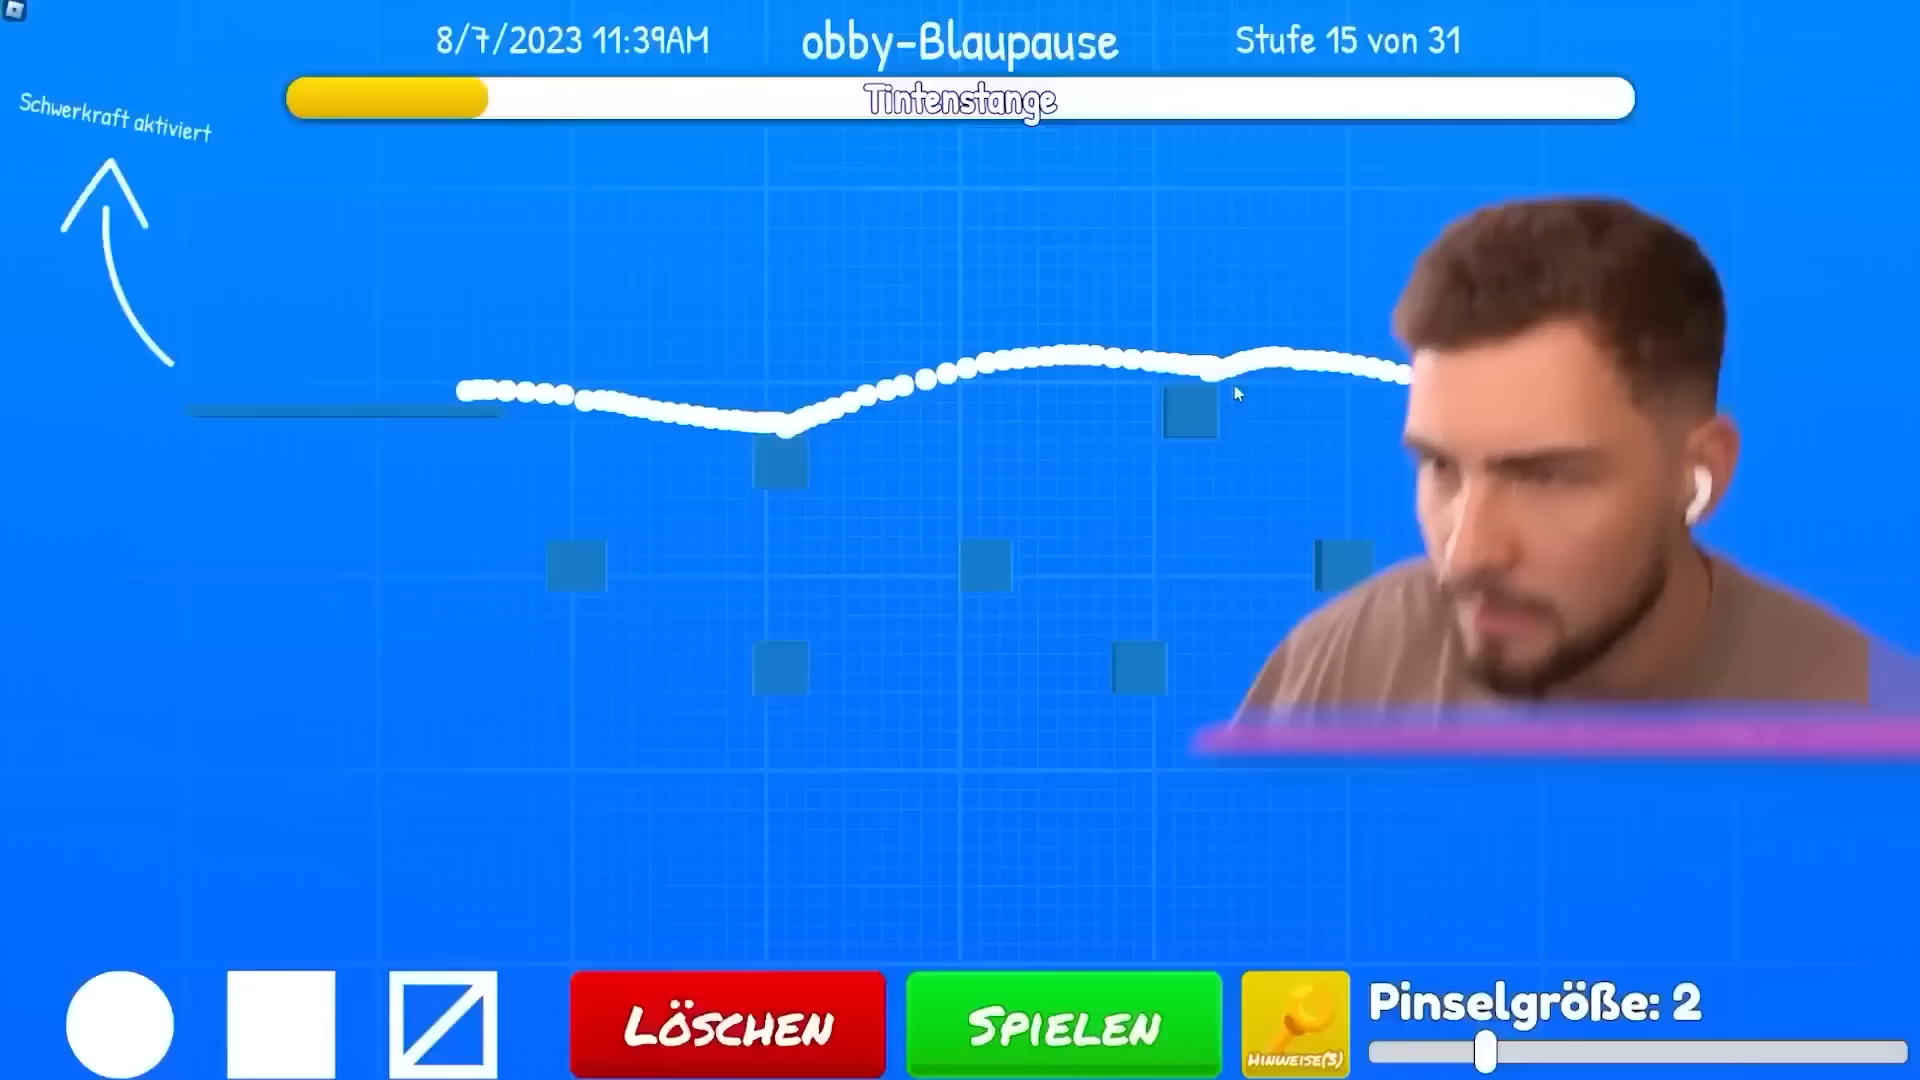 8/7/2023 11:39AM
obby-Blaupause
Stufe 15 von 31
Tintenstange
Schwerkraft aktiviert
LÖSCHEN
SPIELEN
HINWEISE(3)
Pinselgröße: 2